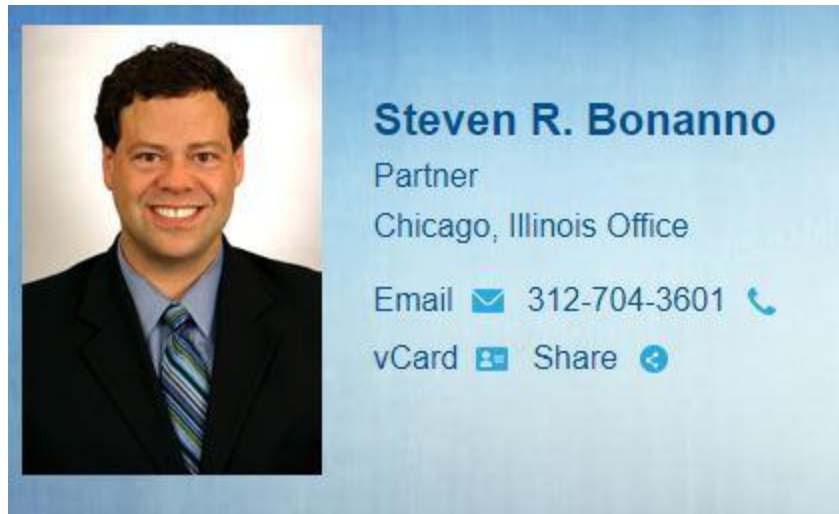 Steven R. Bonanno
Partner
Chicago, Illinois Office
Email 312-704-3601
vCard Share